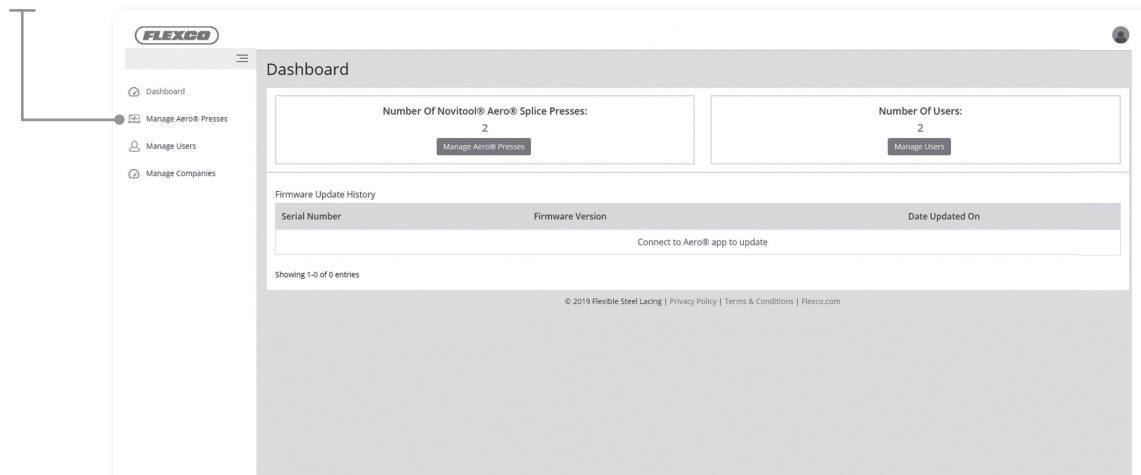 FLEXCO
Dashboard
Dashboard
Manage Aero® Presses
Manage Users
Manage Companies
Number Of Novitool® Aero® Splice Presses:
2
Manage Aero® Presses
Number Of Users:
2
Manage Users
Firmware Update History
Serial Number Firmware Version Date Updated On
Connect to Aero® app to update
Showing 1-0 of 0 entries
© 2019 Flexible Steel Lacing | Privacy Policy | Terms & Conditions | Flexco.com